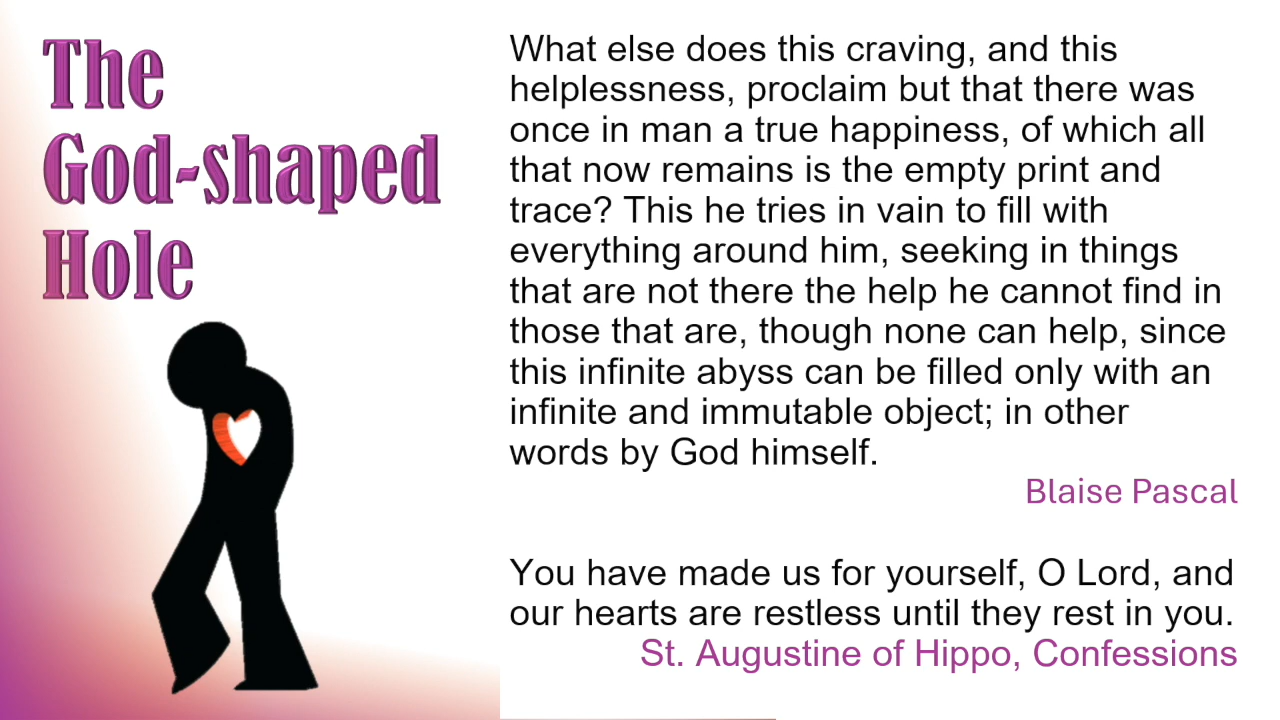 The
God-shaped
Hole
What else does this craving, and this
helplessness, proclaim but that there was
once in man a true happiness, of which all
that now remains is the empty print and
trace? This he tries in vain to fill with
everything around him, seeking in things
that are not there the help he cannot find in
those that are, though none can help, since
this infinite abyss can be filled only with an
infinite and immutable object; in other
words by God himself.
Blaise Pascal
You have made us for yourself, O Lord, and
our hearts are restless until they rest in you.
St. Augustine of Hippo, Confessions